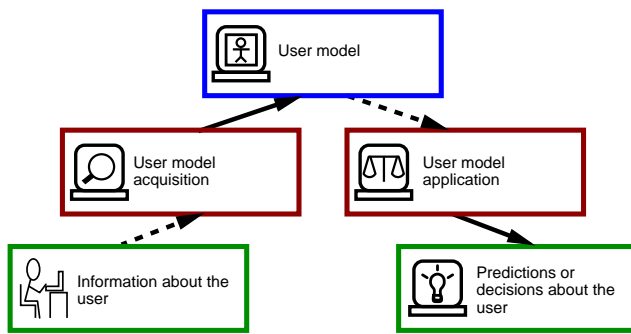 User model
User model
acquisition
User model
application
Information about the
user
Predictions or
decisions about the
user